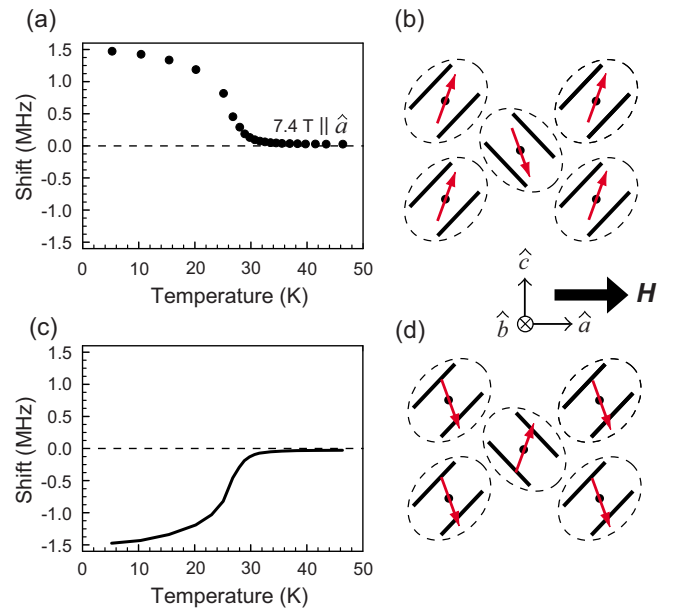 (a)
1.5
1.0
0.5
0.0
-0.5
-1.0
-1.5
Shift (MHz)
7.4 T || â
0 10 20 30 40 50
Temperature (K)
(b)
ĉ
b̂ â
H
(c)
1.5
1.0
0.5
0.0
-0.5
-1.0
-1.5
Shift (MHz)
0 10 20 30 40 50
Temperature (K)
(d)